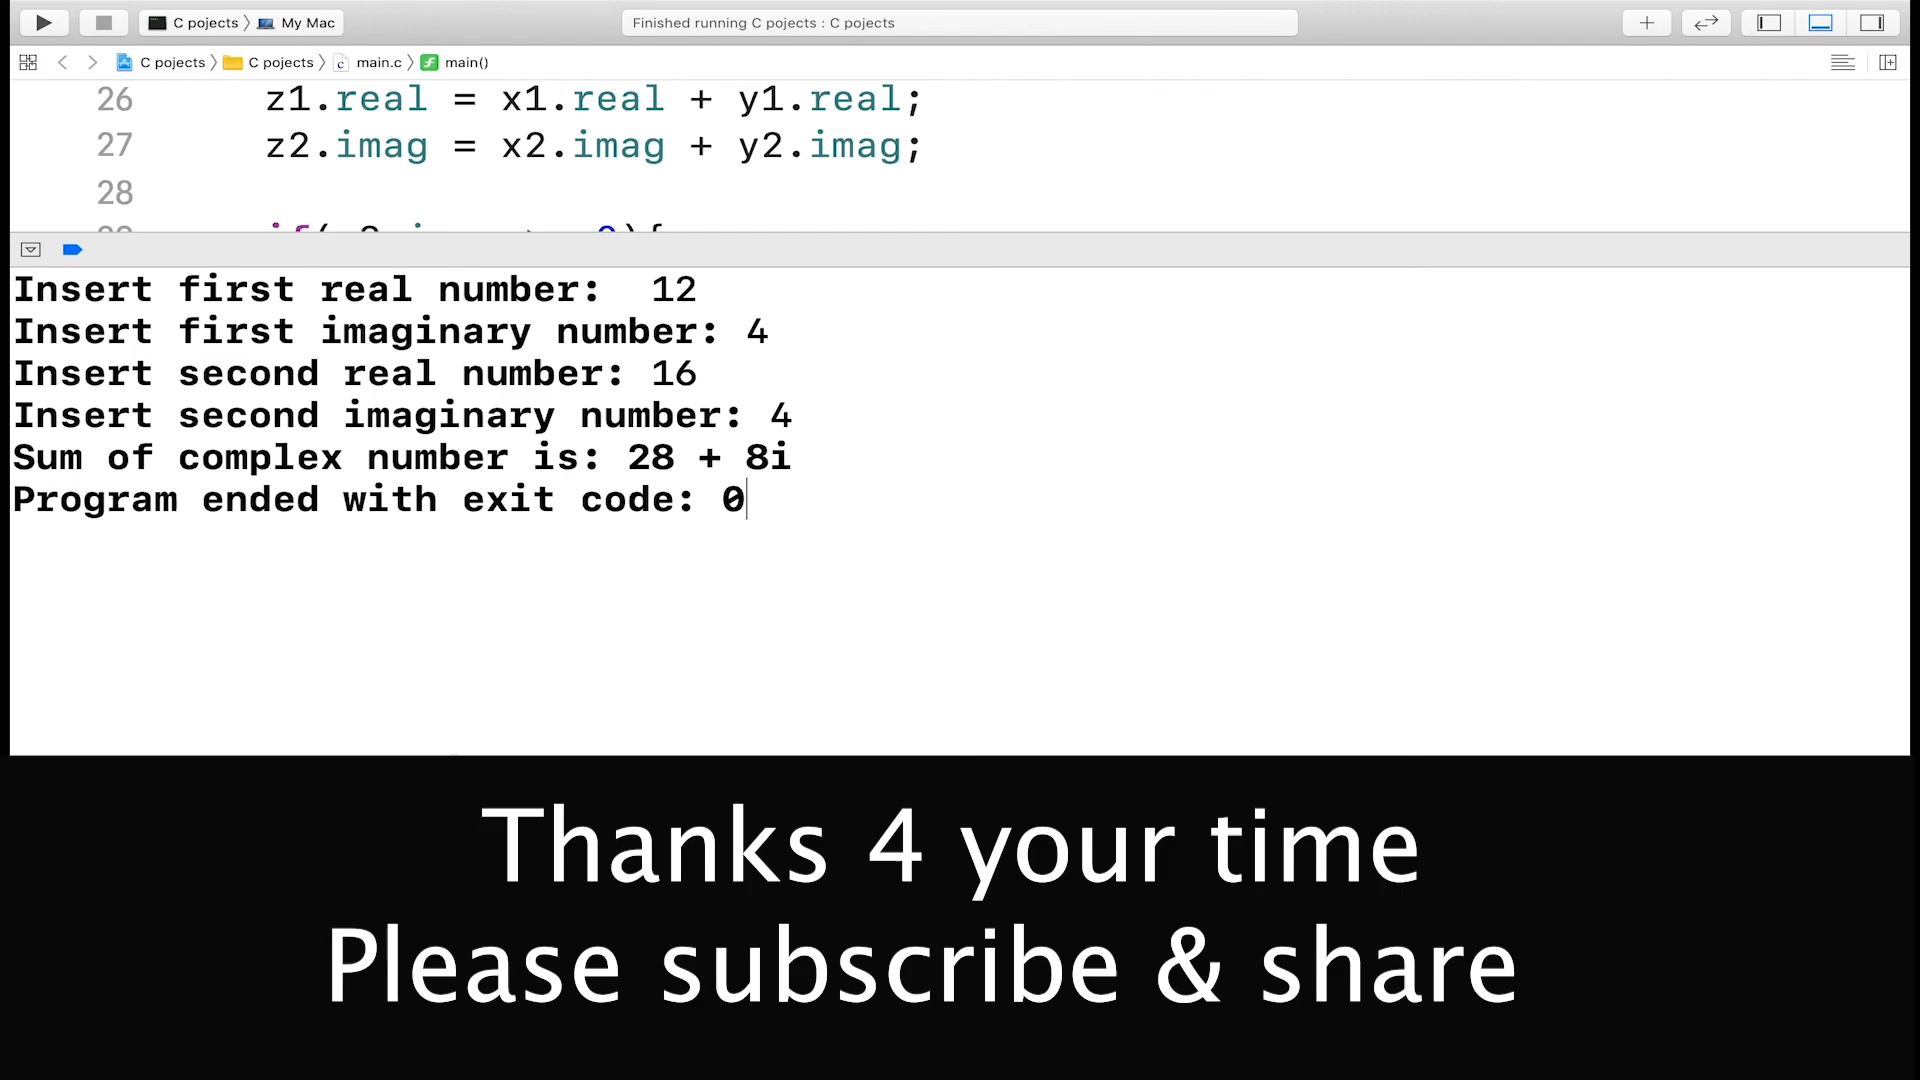 C pojects 〉 My Mac
Finished running C pojects : C pojects
C pojects 〉 C pojects 〉 main.c 〉 main()
26 z1.real = x1.real + y1.real;
27 z2.imag = x2.imag + y2.imag;
28
Insert first real number:  12
Insert first imaginary number: 4
Insert second real number: 16
Insert second imaginary number: 4
Sum of complex number is: 28 + 8i
Program ended with exit code: 0
Thanks 4 your time
Please subscribe & share